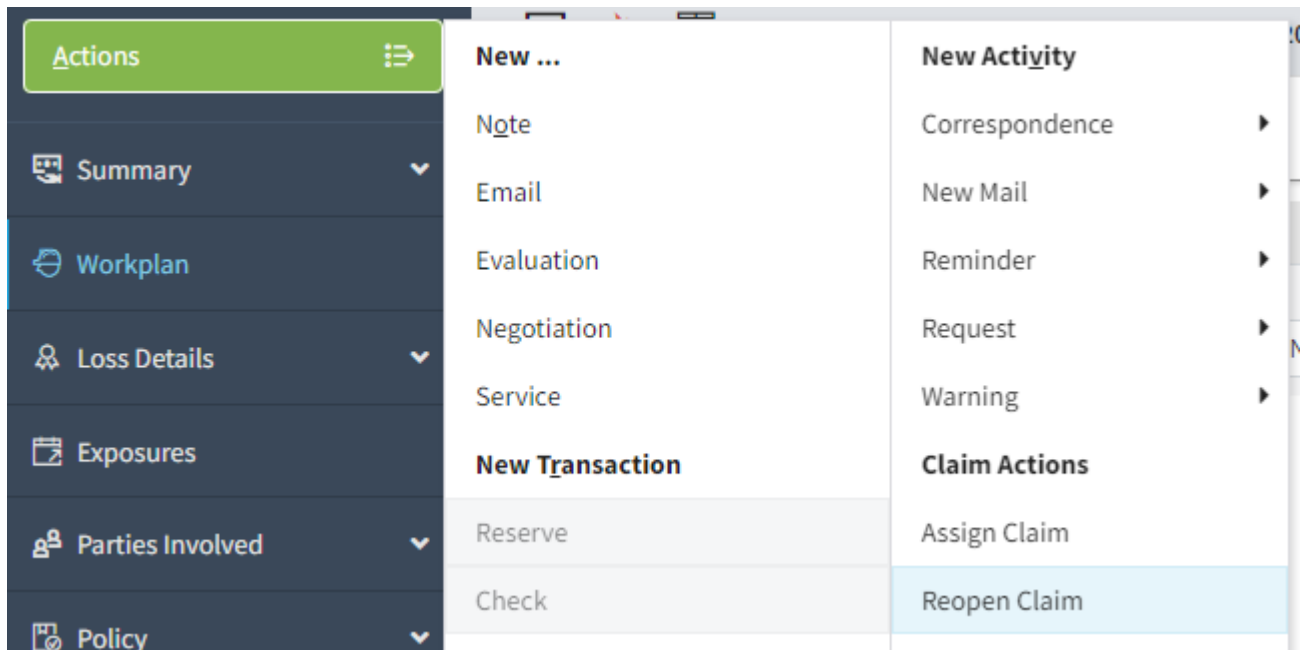 Actions
Summary
Workplan
Loss Details
Exposures
Parties Involved
Policy
New ...
Note
Email
Evaluation
Negotiation
Service
New Transaction
Reserve
Check
New Activity
Correspondence
New Mail
Reminder
Request
Warning
Claim Actions
Assign Claim
Reopen Claim